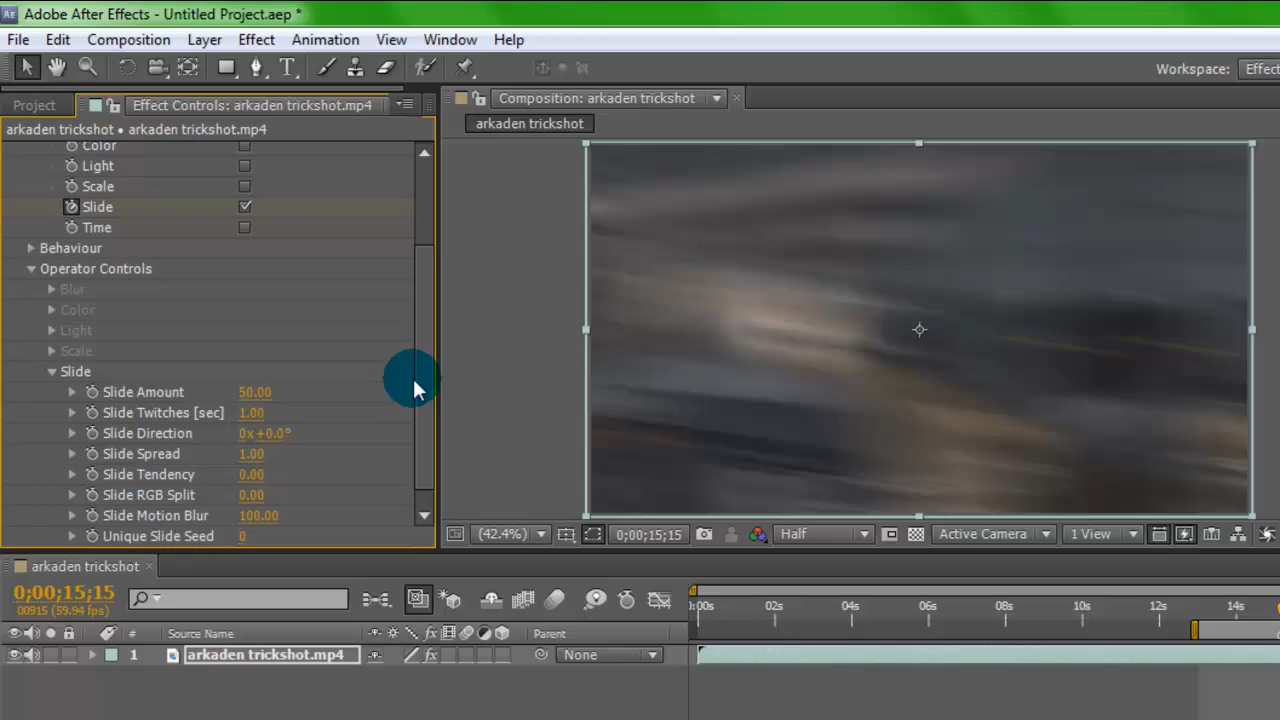 Adobe After Effects - Untitled Project.aep *
File Edit Composition Layer Effect Animation View Window Help
Workspace: Effect
Project Effect Controls: arkaden trickshot.mp4
Composition: arkaden trickshot
arkaden trickshot • arkaden trickshot.mp4
arkaden trickshot
Color
Light
Scale
Slide
Time
Behaviour
Operator Controls
Blur
Color
Light
Scale
Slide
Slide Amount 50.00
Slide Twitches [sec] 1.00
Slide Direction 0x+0.0°
Slide Spread 1.00
Slide Tendency 0.00
Slide RGB Split 0.00
Slide Motion Blur 100.00
Unique Slide Seed 0
(42.4%) 0;00;15;15 Half Active Camera 1 View
arkaden trickshot
0;00;15;15
00915 (59.94 fps)
:00s 02s 04s 06s 08s 10s 12s 14s
# Source Name Parent
1 arkaden trickshot.mp4 None